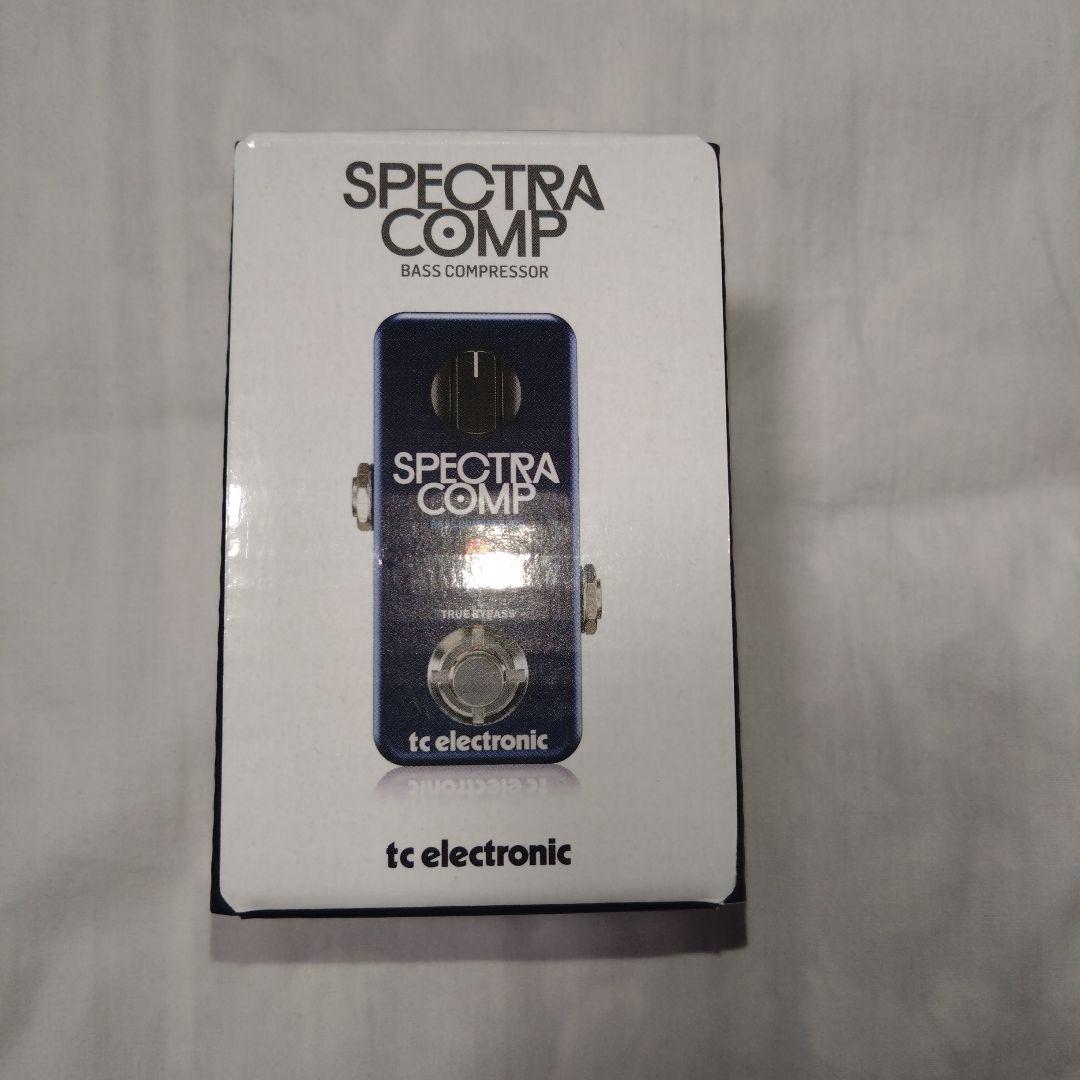 SPECTRA
COMP
BASS COMPRESSOR
SPECTRA
COMP
TRUE BYPASS
tc electronic
tc electronic